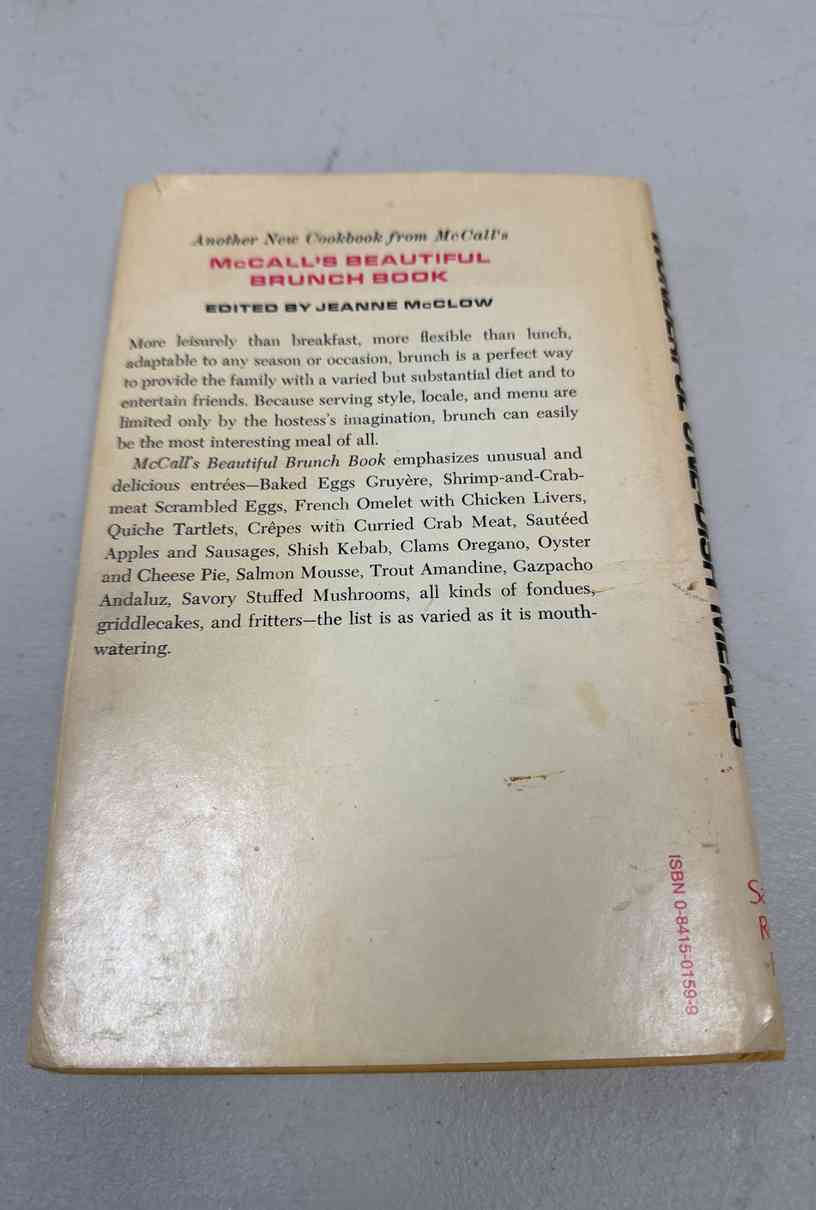 Another New Cookbook from McCall's
McCALL'S BEAUTIFUL
BRUNCH BOOK
EDITED BY JEANNE McCLOW
More leisurely than breakfast, more flexible than lunch,
adaptable to any season or occasion, brunch is a perfect way
to provide the family with a varied but substantial diet and to
entertain friends. Because serving style, locale, and menu are
limited only by the hostess's imagination, brunch can easily
be the most interesting meal of all.
McCall's Beautiful Brunch Book emphasizes unusual and
delicious entrées—Baked Eggs Gruyère, Shrimp-and-Crab-
meat Scrambled Eggs, French Omelet with Chicken Livers,
Quiche Tartlets, Crêpes with Curried Crab Meat, Sautéed
Apples and Sausages, Shish Kebab, Clams Oregano, Oyster
and Cheese Pie, Salmon Mousse, Trout Amandine, Gazpacho
Andaluz, Savory Stuffed Mushrooms, all kinds of fondues,
griddlecakes, and fritters—the list is as varied as it is mouth-
watering.
ONE-DISH MEALS
ISBN 0-8415-0159-9